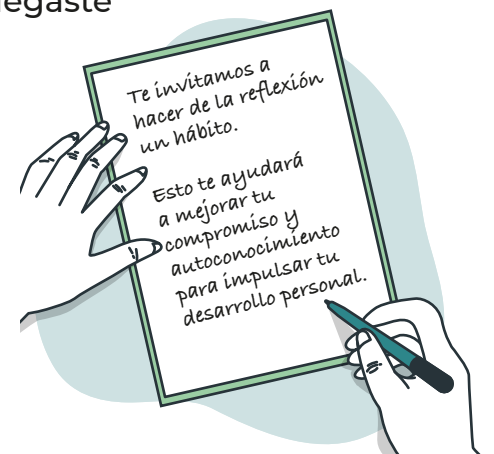 Te invitamos a
hacer de la reflexión
un hábito.
Esto te ayudará
a mejorar tu
compromiso y
autoconocimiento
para impulsar tu
desarrollo personal.